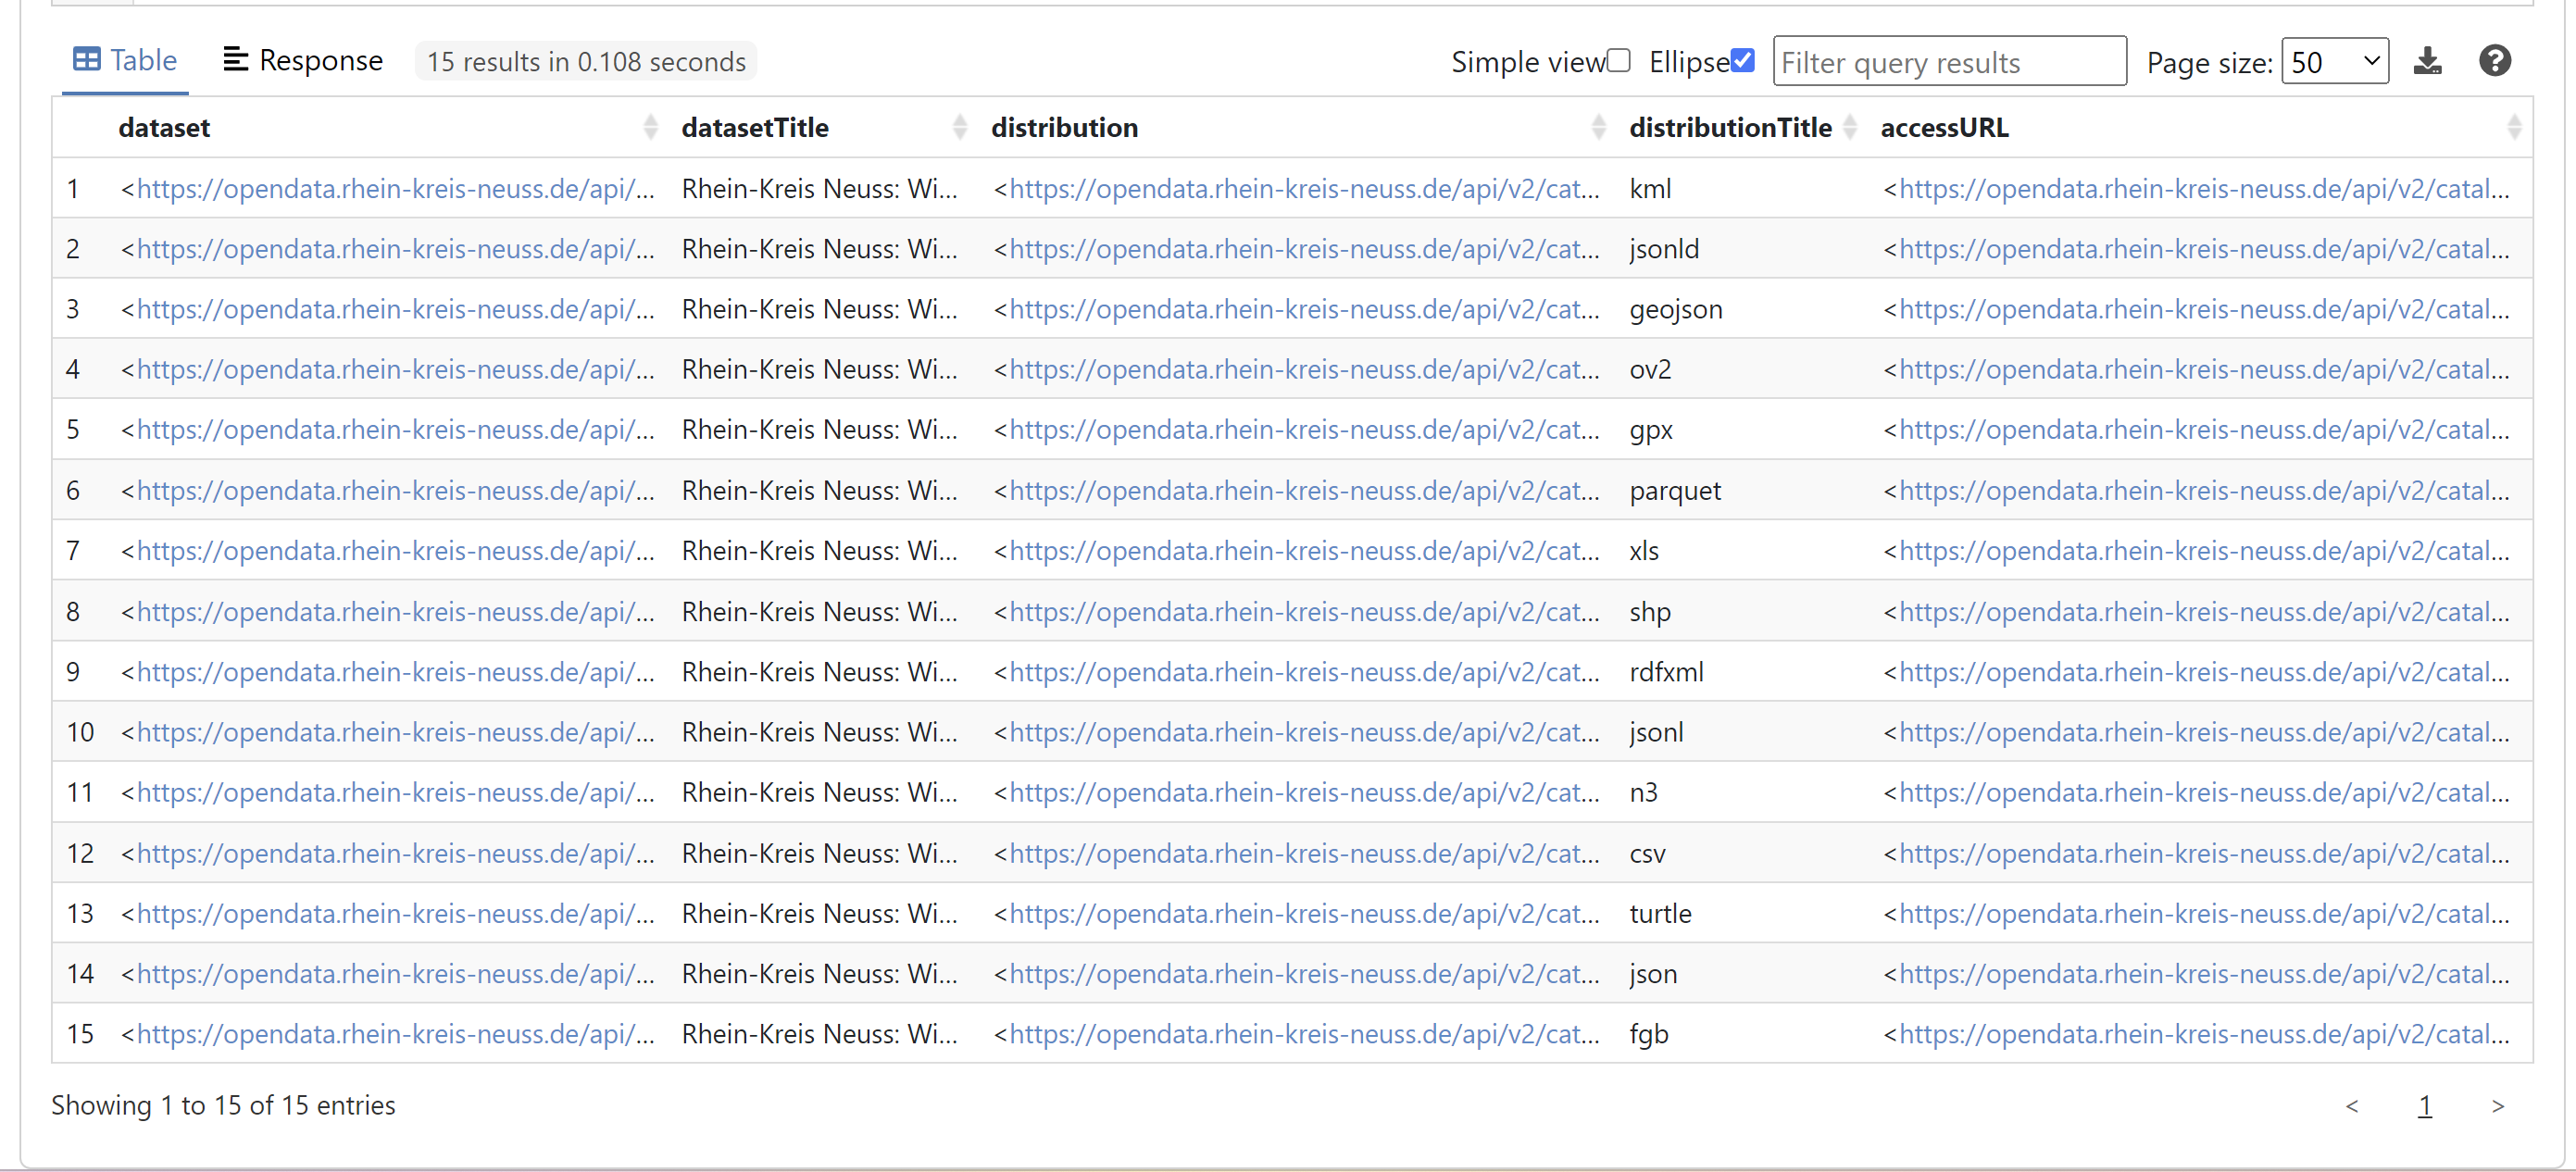 Table Response 15 results in 0.108 seconds Simple view Ellipse Filter query results Page size: 50
dataset datasetTitle distribution distributionTitle accessURL
1 <https://opendata.rhein-kreis-neuss.de/api/... Rhein-Kreis Neuss: Wi... <https://opendata.rhein-kreis-neuss.de/api/v2/cat... kml <https://opendata.rhein-kreis-neuss.de/api/v2/catal...
2 <https://opendata.rhein-kreis-neuss.de/api/... Rhein-Kreis Neuss: Wi... <https://opendata.rhein-kreis-neuss.de/api/v2/cat... jsonld <https://opendata.rhein-kreis-neuss.de/api/v2/catal...
3 <https://opendata.rhein-kreis-neuss.de/api/... Rhein-Kreis Neuss: Wi... <https://opendata.rhein-kreis-neuss.de/api/v2/cat... geojson <https://opendata.rhein-kreis-neuss.de/api/v2/catal...
4 <https://opendata.rhein-kreis-neuss.de/api/... Rhein-Kreis Neuss: Wi... <https://opendata.rhein-kreis-neuss.de/api/v2/cat... ov2 <https://opendata.rhein-kreis-neuss.de/api/v2/catal...
5 <https://opendata.rhein-kreis-neuss.de/api/... Rhein-Kreis Neuss: Wi... <https://opendata.rhein-kreis-neuss.de/api/v2/cat... gpx <https://opendata.rhein-kreis-neuss.de/api/v2/catal...
6 <https://opendata.rhein-kreis-neuss.de/api/... Rhein-Kreis Neuss: Wi... <https://opendata.rhein-kreis-neuss.de/api/v2/cat... parquet <https://opendata.rhein-kreis-neuss.de/api/v2/catal...
7 <https://opendata.rhein-kreis-neuss.de/api/... Rhein-Kreis Neuss: Wi... <https://opendata.rhein-kreis-neuss.de/api/v2/cat... xls <https://opendata.rhein-kreis-neuss.de/api/v2/catal...
8 <https://opendata.rhein-kreis-neuss.de/api/... Rhein-Kreis Neuss: Wi... <https://opendata.rhein-kreis-neuss.de/api/v2/cat... shp <https://opendata.rhein-kreis-neuss.de/api/v2/catal...
9 <https://opendata.rhein-kreis-neuss.de/api/... Rhein-Kreis Neuss: Wi... <https://opendata.rhein-kreis-neuss.de/api/v2/cat... rdfxml <https://opendata.rhein-kreis-neuss.de/api/v2/catal...
10 <https://opendata.rhein-kreis-neuss.de/api/... Rhein-Kreis Neuss: Wi... <https://opendata.rhein-kreis-neuss.de/api/v2/cat... jsonl <https://opendata.rhein-kreis-neuss.de/api/v2/catal...
11 <https://opendata.rhein-kreis-neuss.de/api/... Rhein-Kreis Neuss: Wi... <https://opendata.rhein-kreis-neuss.de/api/v2/cat... n3 <https://opendata.rhein-kreis-neuss.de/api/v2/catal...
12 <https://opendata.rhein-kreis-neuss.de/api/... Rhein-Kreis Neuss: Wi... <https://opendata.rhein-kreis-neuss.de/api/v2/cat... csv <https://opendata.rhein-kreis-neuss.de/api/v2/catal...
13 <https://opendata.rhein-kreis-neuss.de/api/... Rhein-Kreis Neuss: Wi... <https://opendata.rhein-kreis-neuss.de/api/v2/cat... turtle <https://opendata.rhein-kreis-neuss.de/api/v2/catal...
14 <https://opendata.rhein-kreis-neuss.de/api/... Rhein-Kreis Neuss: Wi... <https://opendata.rhein-kreis-neuss.de/api/v2/cat... json <https://opendata.rhein-kreis-neuss.de/api/v2/catal...
15 <https://opendata.rhein-kreis-neuss.de/api/... Rhein-Kreis Neuss: Wi... <https://opendata.rhein-kreis-neuss.de/api/v2/cat... fgb <https://opendata.rhein-kreis-neuss.de/api/v2/catal...
Showing 1 to 15 of 15 entries < 1 >